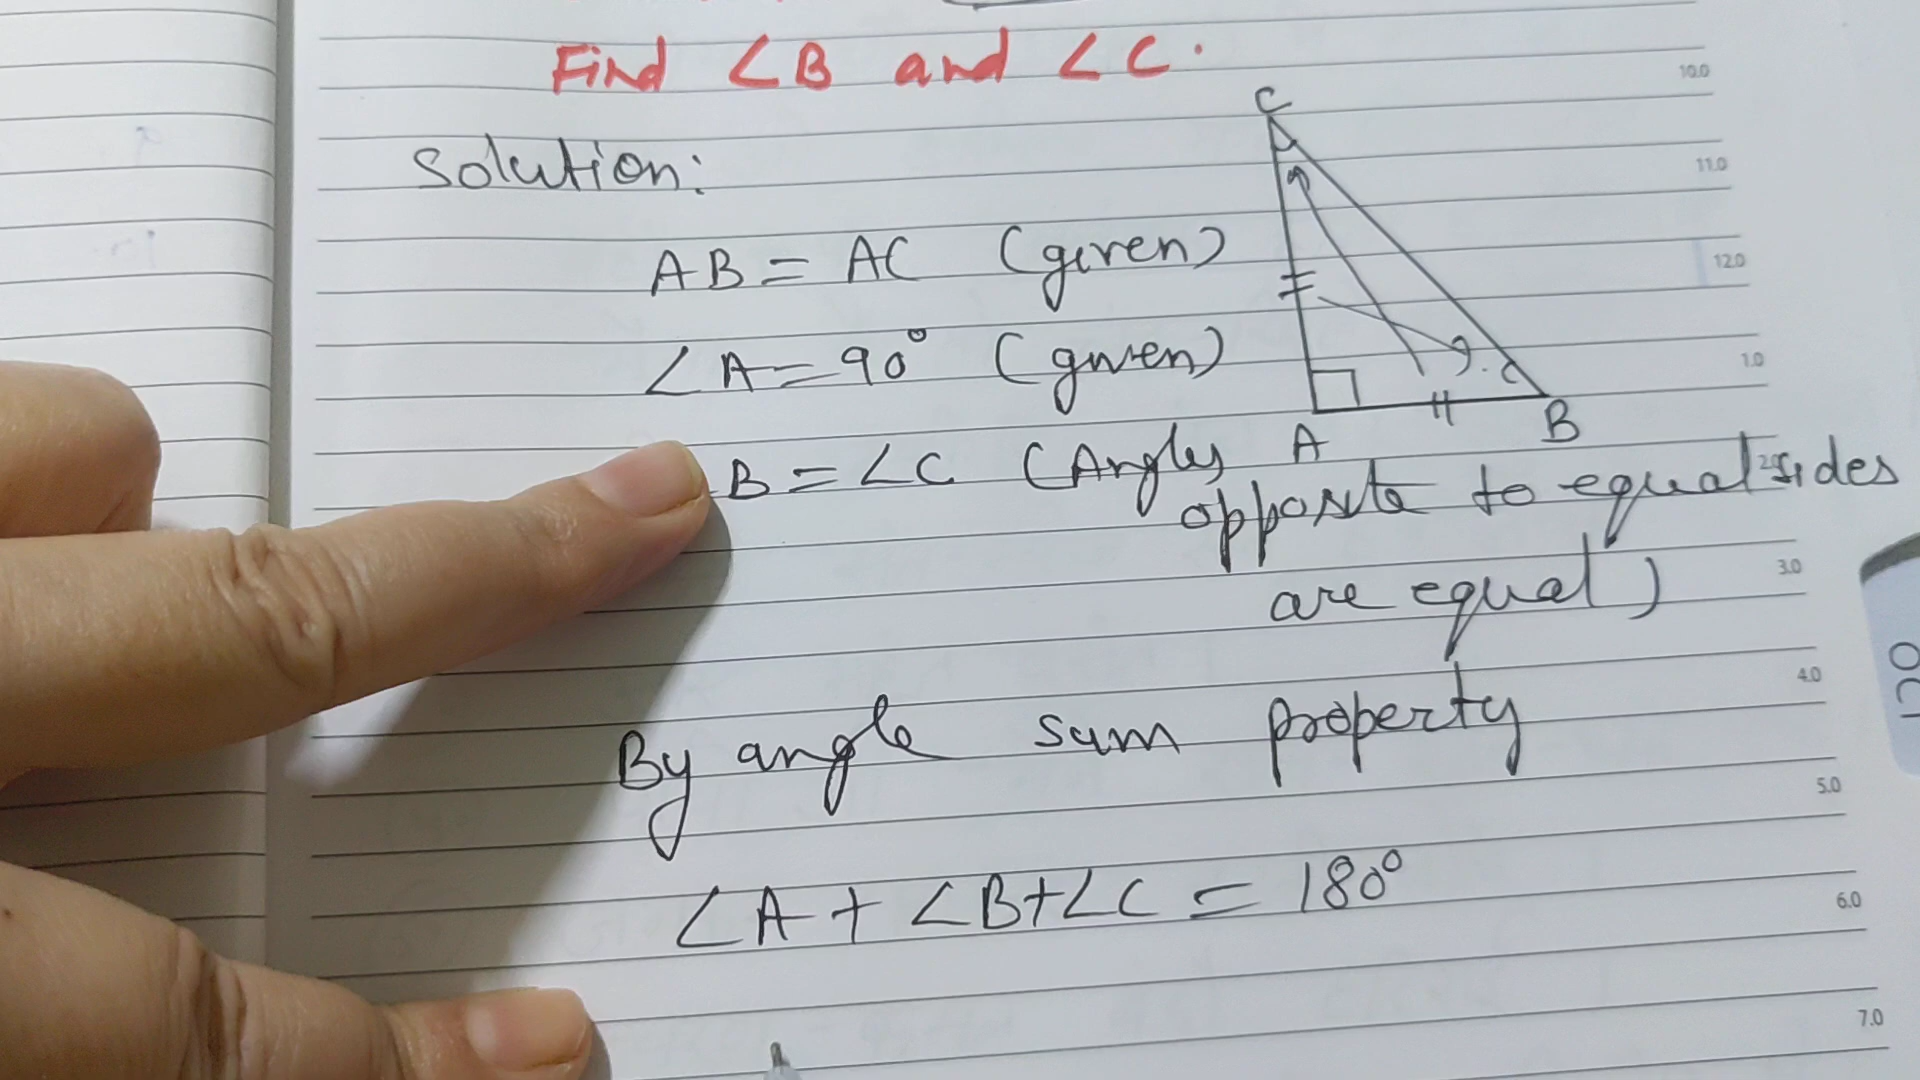 Find ∠B and ∠C.
Solution:
AB = AC (given)
∠A = 90° (given)
B = ∠C (Angles
opposite to equal sides
are equal)
By angle sum property
∠A + ∠B + ∠C = 180°
C
A
B
10.0
11.0
12.0
1.0
3.0
4.0
5.0
6.0
7.0